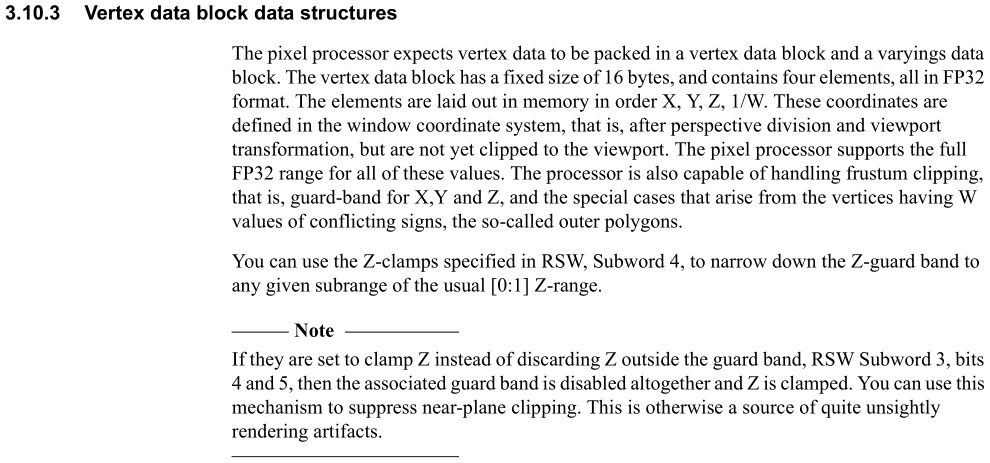 3.10.3 Vertex data block data structures
The pixel processor expects vertex data to be packed in a vertex data block and a varyings data
block. The vertex data block has a fixed size of 16 bytes, and contains four elements, all in FP32
format. The elements are laid out in memory in order X, Y, Z, 1/W. These coordinates are
defined in the window coordinate system, that is, after perspective division and viewport
transformation, but are not yet clipped to the viewport. The pixel processor supports the full
FP32 range for all of these values. The processor is also capable of handling frustum clipping,
that is, guard-band for X,Y and Z, and the special cases that arise from the vertices having W
values of conflicting signs, the so-called outer polygons.
You can use the Z-clamps specified in RSW, Subword 4, to narrow down the Z-guard band to
any given subrange of the usual [0:1] Z-range.
Note
If they are set to clamp Z instead of discarding Z outside the guard band, RSW Subword 3, bits
4 and 5, then the associated guard band is disabled altogether and Z is clamped. You can use this
mechanism to suppress near-plane clipping. This is otherwise a source of quite unsightly
rendering artifacts.